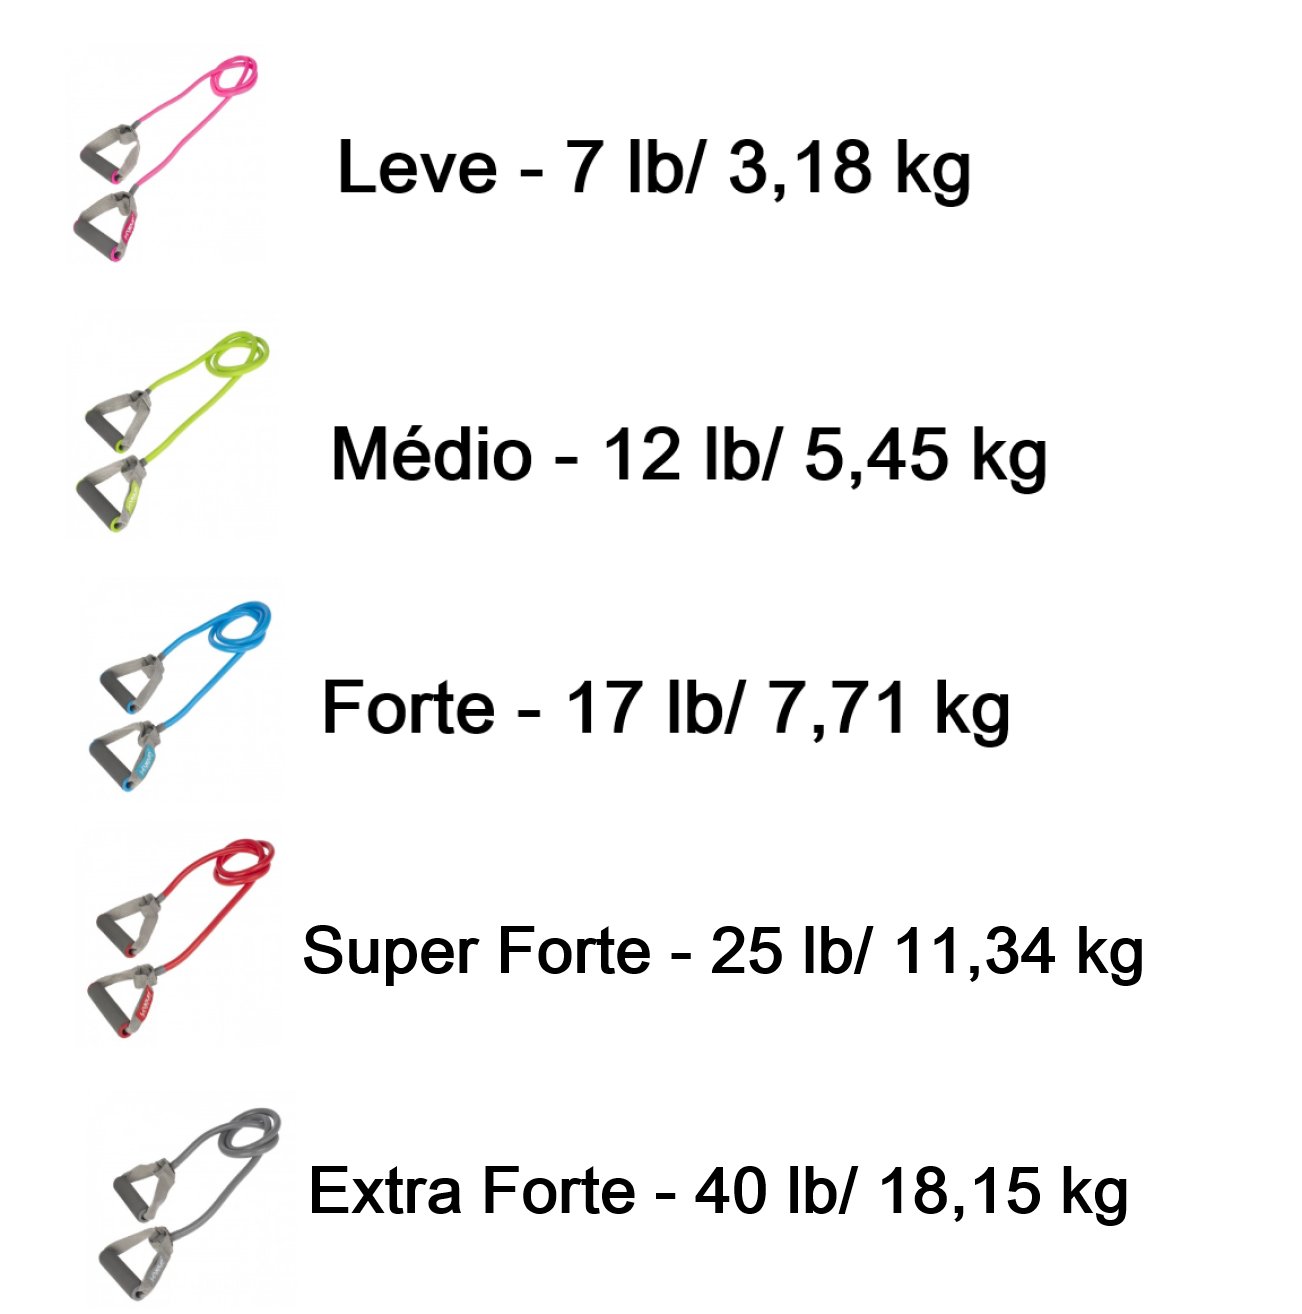 Leve - 7 lb/ 3,18 kg
Médio - 12 lb/ 5,45 kg
Forte - 17 lb/ 7,71 kg
Super Forte - 25 lb/ 11,34 kg
Extra Forte - 40 lb/ 18,15 kg